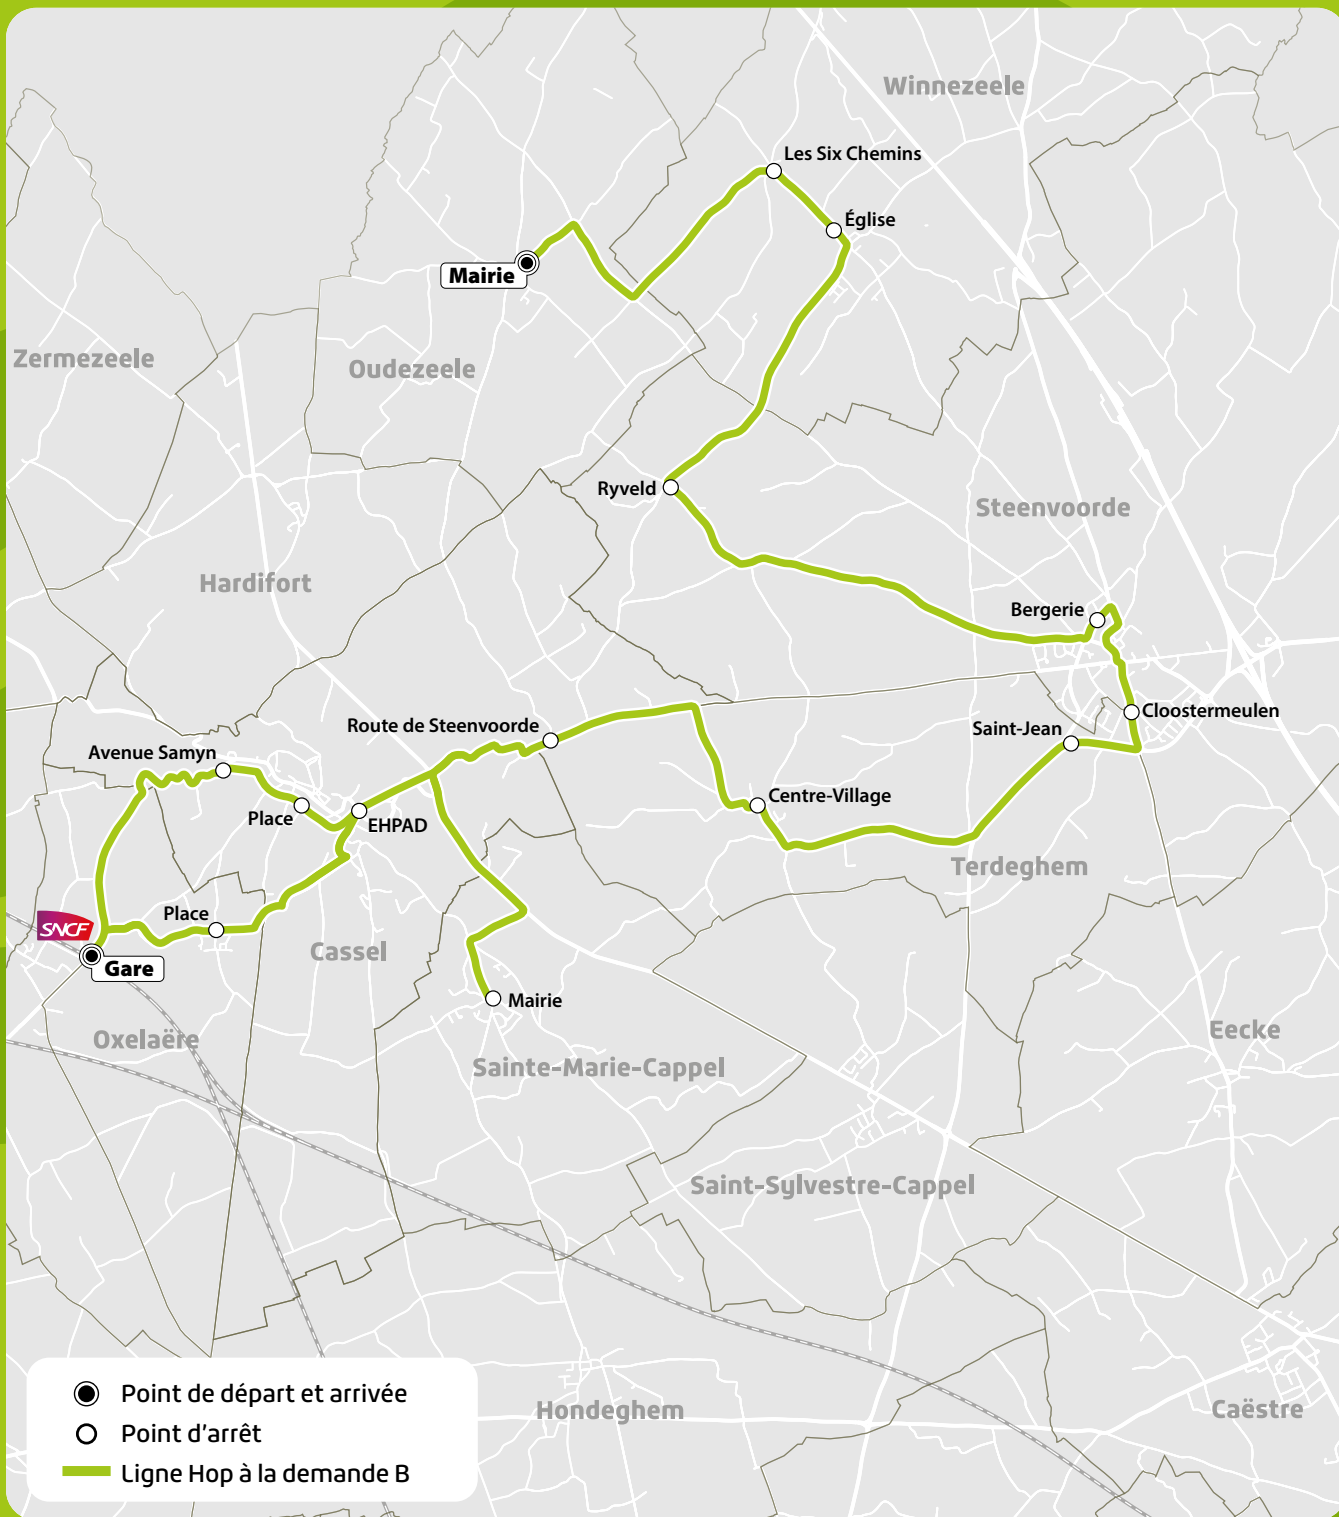 Winnezeele
Les Six Chemins
Église
Mairie
Zermezeele
Oudezeele
Ryveld
Steenvoorde
Hardifort
Bergerie
Cloostermeulen
Route de Steenvoorde
Saint-Jean
Avenue Samyn
Centre-Village
Place
EHPAD
Terdeghem
Place
SNCF
Cassel
Gare
Mairie
Oxelaëre
Eecke
Sainte-Marie-Cappel
Saint-Sylvestre-Cappel
Point de départ et arrivée
Point d'arrêt
Ligne Hop à la demande B
Hondeghem
Caëstre